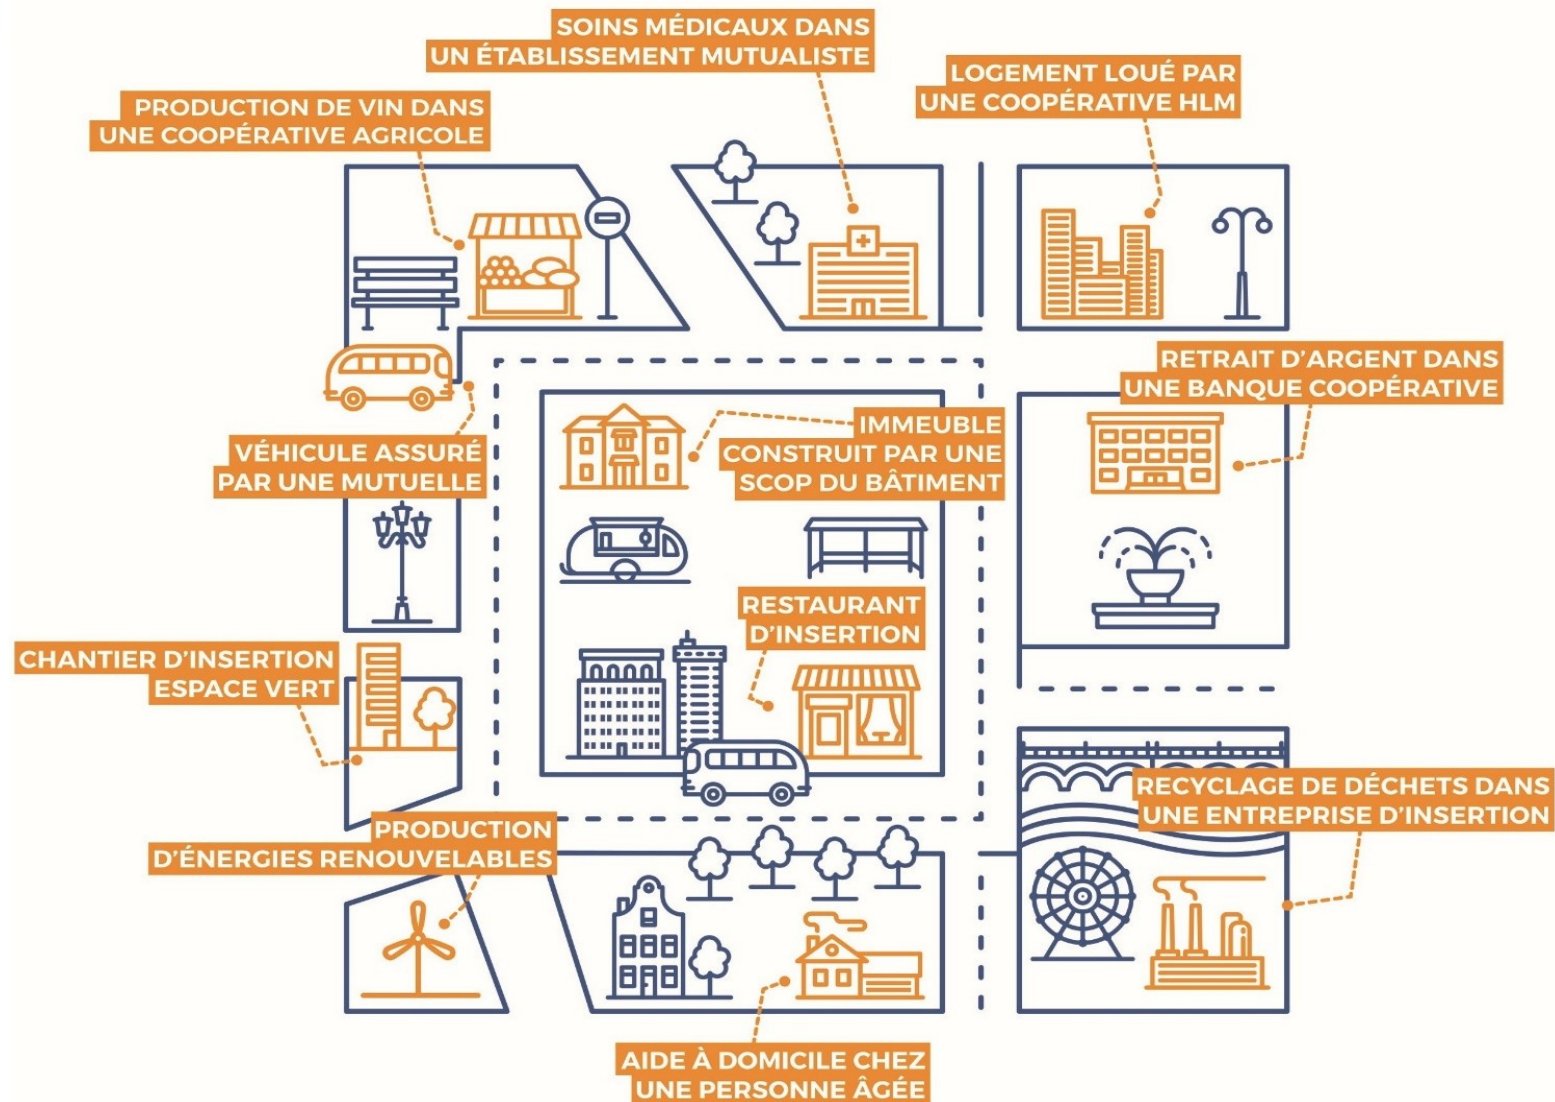 SOINS MÉDICAUX DANS
UN ÉTABLISSEMENT MUTUALISTE
LOGEMENT LOUÉ PAR
UNE COOPÉRATIVE HLM
PRODUCTION DE VIN DANS
UNE COOPÉRATIVE AGRICOLE
RETRAIT D'ARGENT DANS
UNE BANQUE COOPÉRATIVE
VÉHICULE ASSURÉ
PAR UNE MUTUELLE
IMMEUBLE
CONSTRUIT PAR UNE
SCOP DU BÂTIMENT
RESTAURANT
D'INSERTION
CHANTIER D'INSERTION
ESPACE VERT
RECYCLAGE DE DÉCHETS DANS
UNE ENTREPRISE D'INSERTION
PRODUCTION
D'ÉNERGIES RENOUVELABLES
AIDE À DOMICILE CHEZ
UNE PERSONNE ÂGÉE